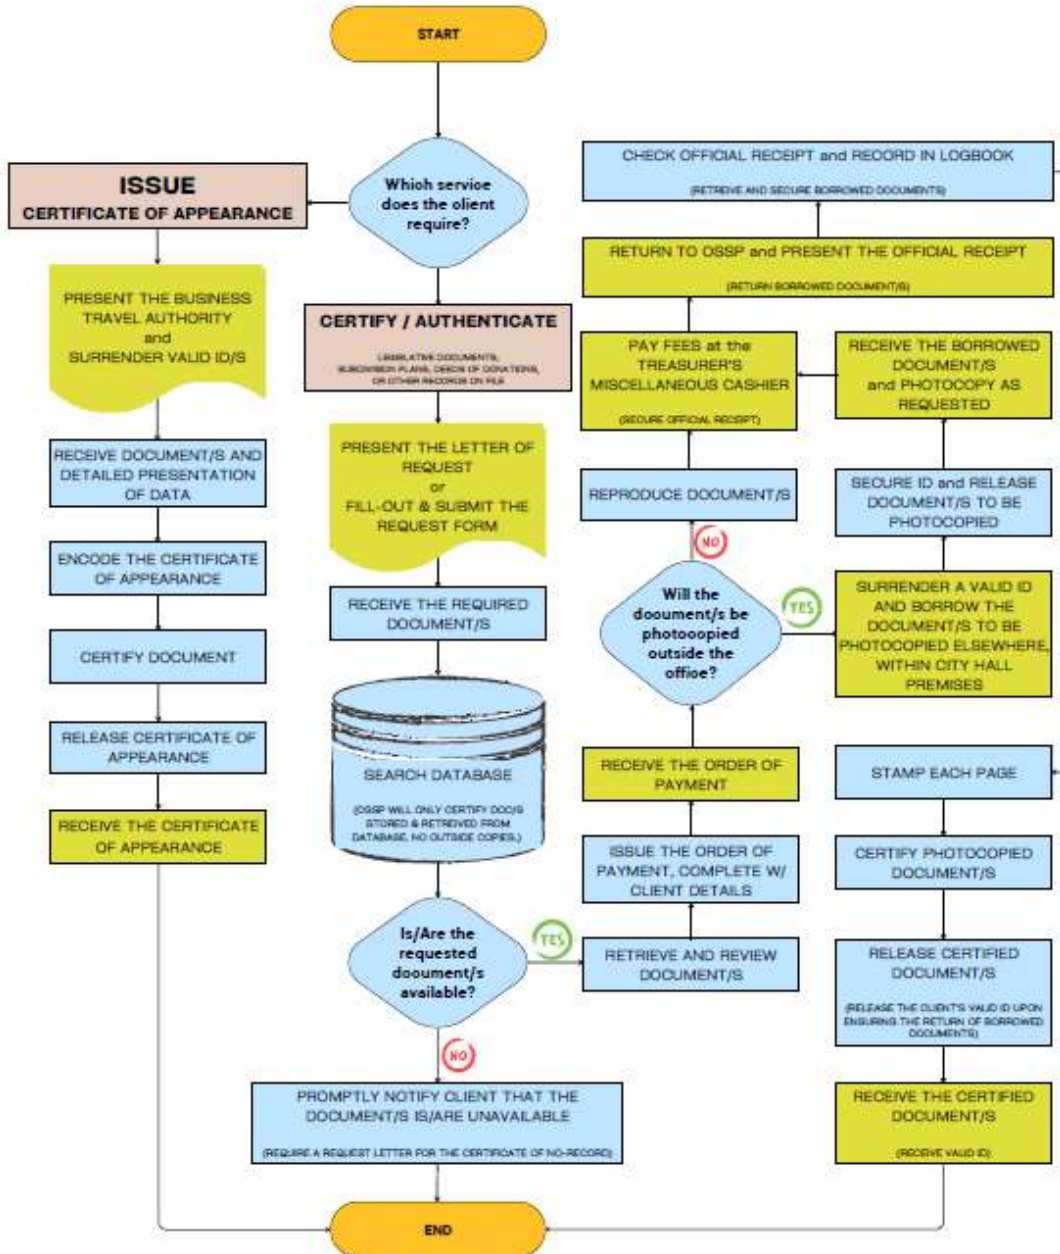 START
Which service
does the client
require?
ISSUE
CERTIFICATE OF APPEARANCE
PRESENT THE BUSINESS
TRAVEL AUTHORITY
and
SURRENDER VALID ID/S
RECEIVE DOCUMENT/S AND
DETAILED PRESENTATION
OF DATA
ENCODE THE CERTIFICATE
OF APPEARANCE
CERTIFY DOCUMENT
RELEASE CERTIFICATE OF
APPEARANCE
RECEIVE THE CERTIFICATE
OF APPEARANCE
CERTIFY / AUTHENTICATE
LEGISLATIVE DOCUMENTS,
SUBDIVISION PLANS, DEEDS OF DONATIONS,
OR OTHER RECORDS ON FILE
PRESENT THE LETTER OF
REQUEST
or
FILL-OUT & SUBMIT THE
REQUEST FORM
RECEIVE THE REQUIRED
DOCUMENT/S
SEARCH DATABASE
(OSSP WILL ONLY CERTIFY DOC/S
STORED & RETREIVED FROM
DATABASE, NO OUTSIDE COPIES.)
Is/Are the
requested
document/s
available?
YES
NO
PROMPTLY NOTIFY CLIENT THAT THE
DOCUMENT/S IS/ARE UNAVAILABLE
(REQUIRE A REQUEST LETTER FOR THE CERTIFICATE OF NO-RECORD)
RETRIEVE AND REVIEW
DOCUMENT/S
ISSUE THE ORDER OF
PAYMENT, COMPLETE W/
CLIENT DETAILS
RECEIVE THE ORDER OF
PAYMENT
Will the
document/s be
photocopied
outside the
office?
NO
YES
REPRODUCE DOCUMENT/S
PAY FEES at the
TREASURER'S
MISCELLANEOUS CASHIER
(SECURE OFFICIAL RECEIPT)
SURRENDER A VALID ID
AND BORROW THE
DOCUMENT/S TO BE
PHOTOCOPIED ELSEWHERE,
WITHIN CITY HALL
PREMISES
SECURE ID and RELEASE
DOCUMENT/S TO BE
PHOTOCOPIED
RECEIVE THE BORROWED
DOCUMENT/S
and PHOTOCOPY AS
REQUESTED
RETURN TO OSSP and PRESENT THE OFFICIAL RECEIPT
(RETURN BORROWED DOCUMENT/S)
CHECK OFFICIAL RECEIPT and RECORD IN LOGBOOK
(RETREIVE AND SECURE BORROWED DOCUMENTS)
STAMP EACH PAGE
CERTIFY PHOTOCOPIED
DOCUMENT/S
RELEASE CERTIFIED
DOCUMENT/S
(RELEASE THE CLIENT'S VALID ID UPON
ENSURING THE RETURN OF BORROWED
DOCUMENTS)
RECEIVE THE CERTIFIED
DOCUMENT/S
(RECEIVE VALID ID)
END